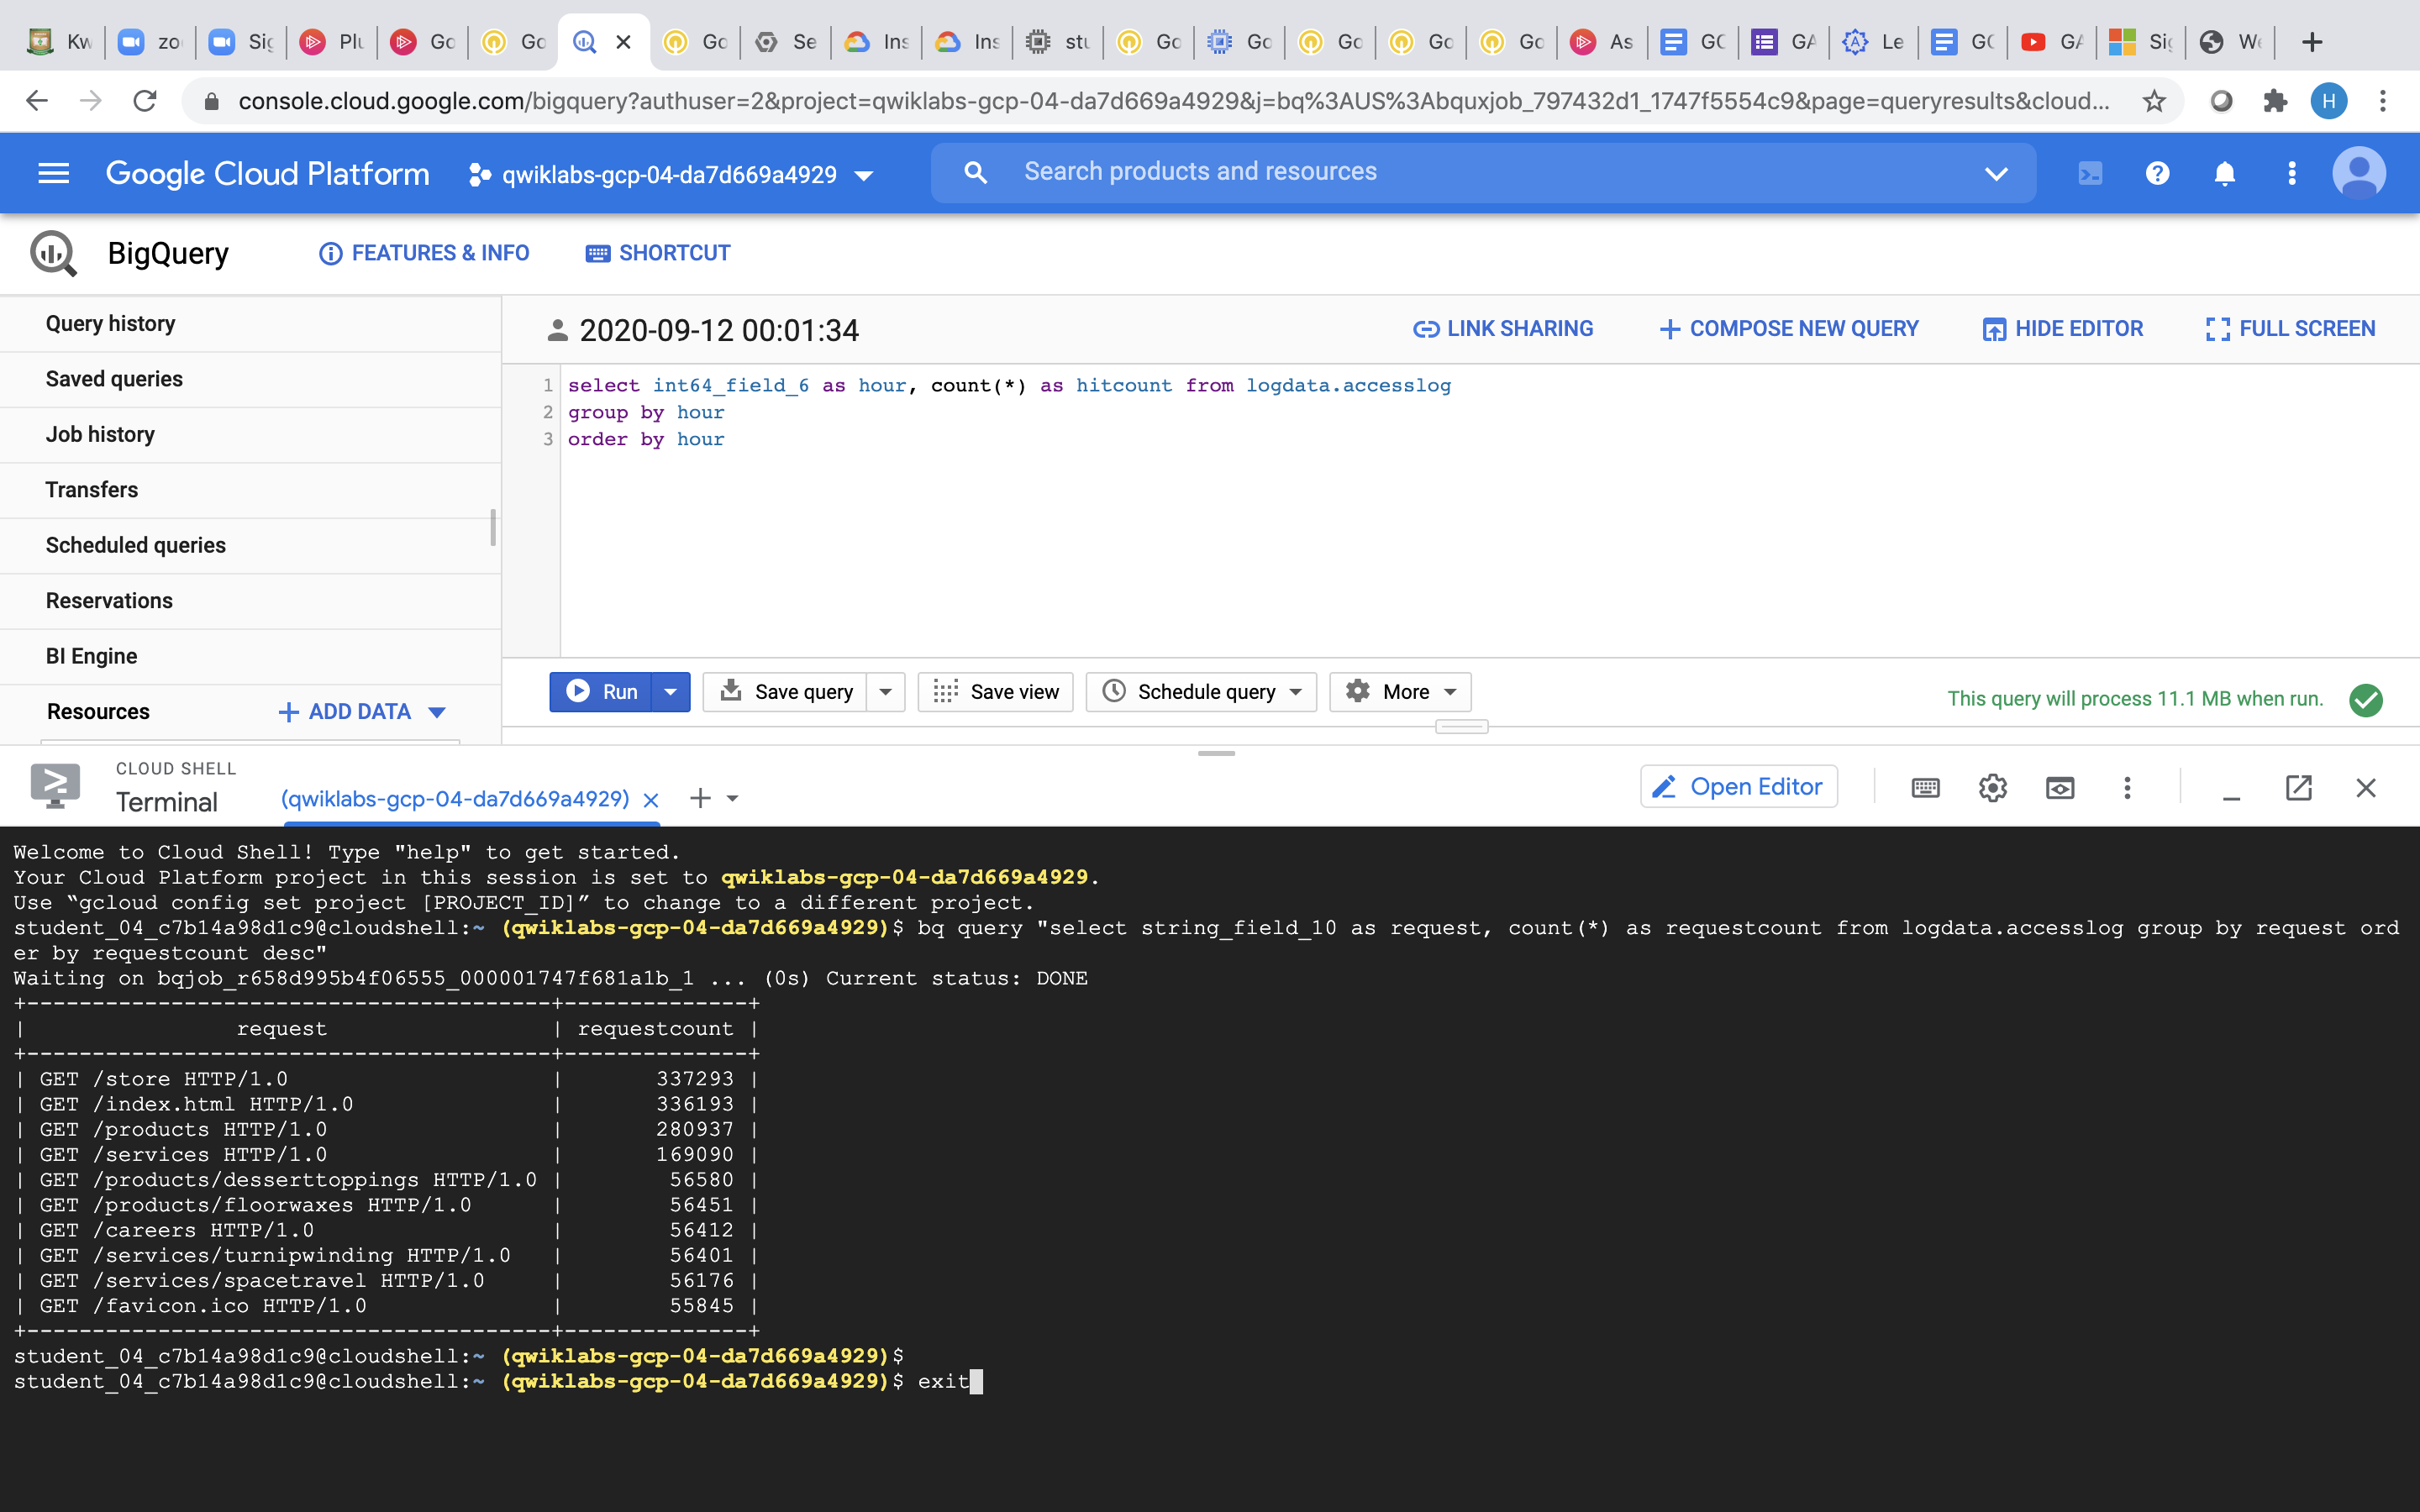 Kw zo Sig Plu Go Go Go Se Ins Ins stu Go Go Go Go Go As GC GA Le GC GA Sig We
console.cloud.google.com/bigquery?authuser=2&project=qwiklabs-gcp-04-da7d669a4929&j=bq%3AUS%3Abquxjob_797432d1_1747f5554c9&page=queryresults&cloud... H
Google Cloud Platform qwiklabs-gcp-04-da7d669a4929 Search products and resources
BigQuery FEATURES & INFO SHORTCUT
Query history
Saved queries
Job history
Transfers
Scheduled queries
Reservations
BI Engine
Resources + ADD DATA
2020-09-12 00:01:34 LINK SHARING + COMPOSE NEW QUERY HIDE EDITOR FULL SCREEN
1 select int64_field_6 as hour, count(*) as hitcount from logdata.accesslog
2 group by hour
3 order by hour
Run Save query Save view Schedule query More This query will process 11.1 MB when run.
CLOUD SHELL
Terminal (qwiklabs-gcp-04-da7d669a4929) Open Editor
Welcome to Cloud Shell! Type "help" to get started.
Your Cloud Platform project in this session is set to qwiklabs-gcp-04-da7d669a4929.
Use “gcloud config set project [PROJECT_ID]” to change to a different project.
student_04_c7b14a98d1c9@cloudshell:~ (qwiklabs-gcp-04-da7d669a4929)$ bq query "select string_field_10 as request, count(*) as requestcount from logdata.accesslog group by request ord
er by requestcount desc"
Waiting on bqjob_r658d995b4f06555_000001747f681a1b_1 ... (0s) Current status: DONE
+----------------------------------------+--------------+
| request | requestcount |
+----------------------------------------+--------------+
| GET /store HTTP/1.0 | 337293 |
| GET /index.html HTTP/1.0 | 336193 |
| GET /products HTTP/1.0 | 280937 |
| GET /services HTTP/1.0 | 169090 |
| GET /products/desserttoppings HTTP/1.0 | 56580 |
| GET /products/floorwaxes HTTP/1.0 | 56451 |
| GET /careers HTTP/1.0 | 56412 |
| GET /services/turnipwinding HTTP/1.0 | 56401 |
| GET /services/spacetravel HTTP/1.0 | 56176 |
| GET /favicon.ico HTTP/1.0 | 55845 |
+----------------------------------------+--------------+
student_04_c7b14a98d1c9@cloudshell:~ (qwiklabs-gcp-04-da7d669a4929)$
student_04_c7b14a98d1c9@cloudshell:~ (qwiklabs-gcp-04-da7d669a4929)$ exit